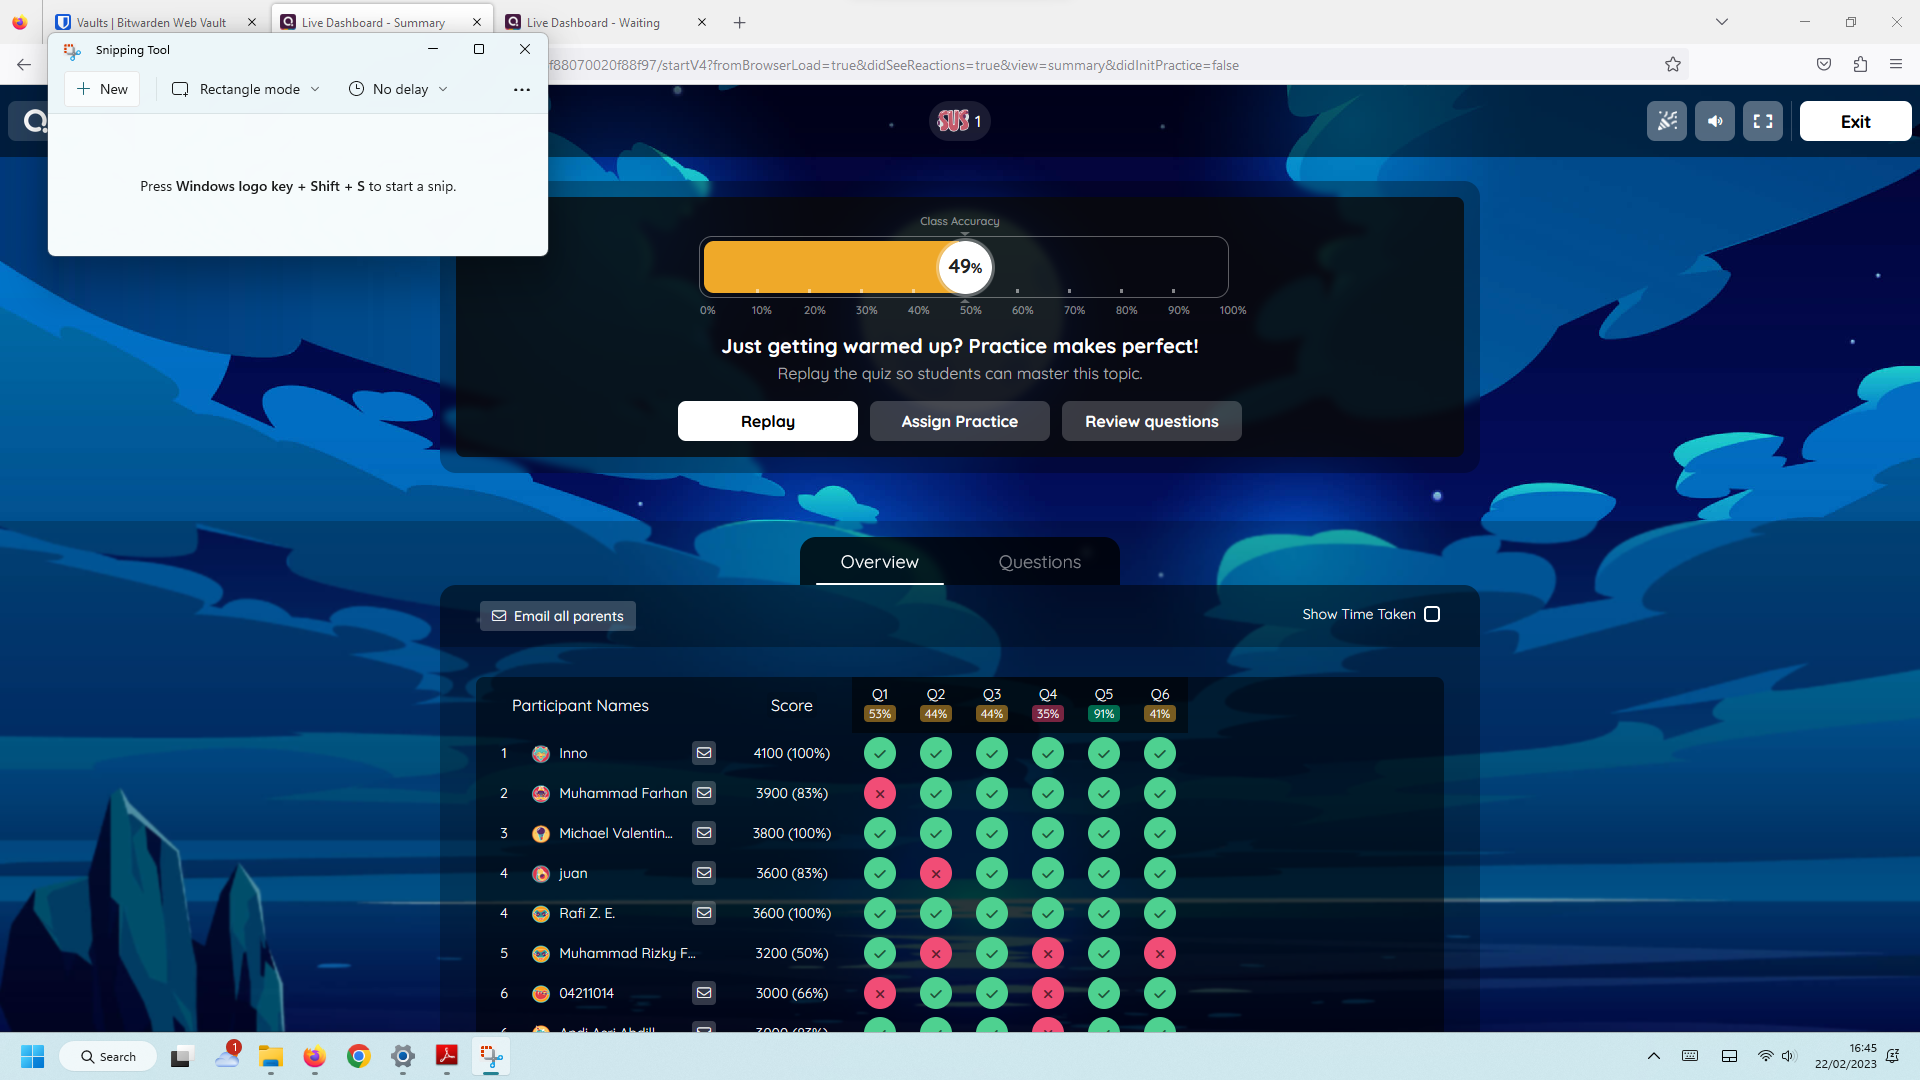 Vaults | Bitwarden Web Vault
Live Dashboard - Summary
Live Dashboard - Waiting
Snipping Tool
f88070020f88f97/startV4?fromBrowserLoad=true&didSeeReactions=true&view=summary&didInitPractice=false
New
Rectangle mode
No delay
SUS 1
Exit
Press Windows logo key + Shift + S to start a snip.
Class Accuracy
49%
0% 10% 20% 30% 40% 50% 60% 70% 80% 90% 100%
Just getting warmed up? Practice makes perfect!
Replay the quiz so students can master this topic.
Replay
Assign Practice
Review questions
Overview
Questions
Email all parents
Show Time Taken
Participant Names Score Q1 Q2 Q3 Q4 Q5 Q6
53% 44% 44% 35% 91% 41%
1 Inno 4100 (100%)
2 Muhammad Farhan 3900 (83%)
3 Michael Valentin... 3800 (100%)
4 juan 3600 (83%)
4 Rafi Z. E. 3600 (100%)
5 Muhammad Rizky F... 3200 (50%)
6 04211014 3000 (66%)
6 Andi Asri Abdill... 3000 (83%)
Search
1
16:45
22/02/2023